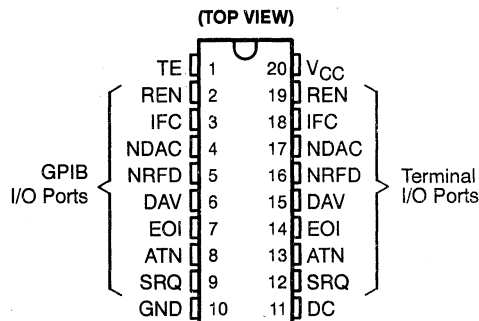 (TOP VIEW)
TE 1 20 VCC
REN 2 19 REN
IFC 3 18 IFC
NDAC 4 17 NDAC
GPIB I/O Ports
NRFD 5 16 NRFD
Terminal I/O Ports
DAV 6 15 DAV
EOI 7 14 EOI
ATN 8 13 ATN
SRQ 9 12 SRQ
GND 10 11 DC